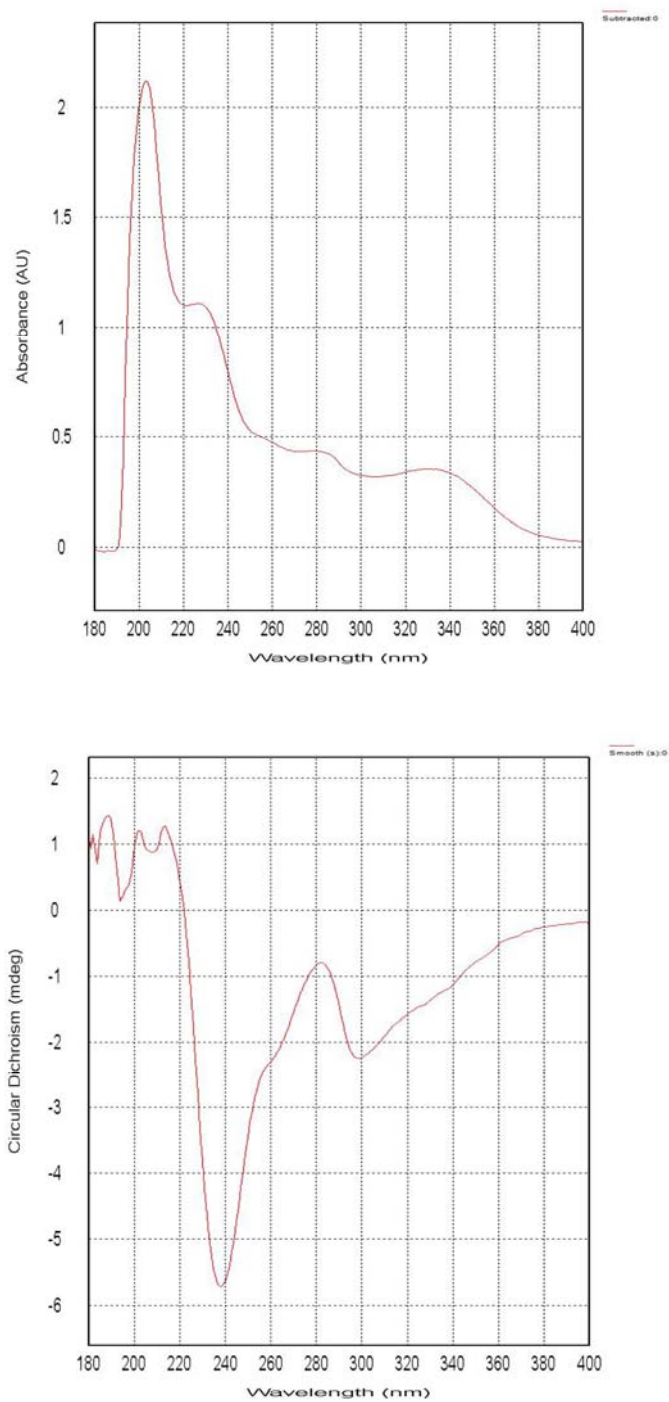 Subtracted:0
2
1.5
1
0.5
0
Absorbance (AU)
180 200 220 240 260 280 300 320 340 360 380 400
Wavelength (nm)
Smooth (s):0
2
1
0
-1
-2
-3
-4
-5
-6
Circular Dichroism (mdeg)
180 200 220 240 260 280 300 320 340 360 380 400
Wavelength (nm)